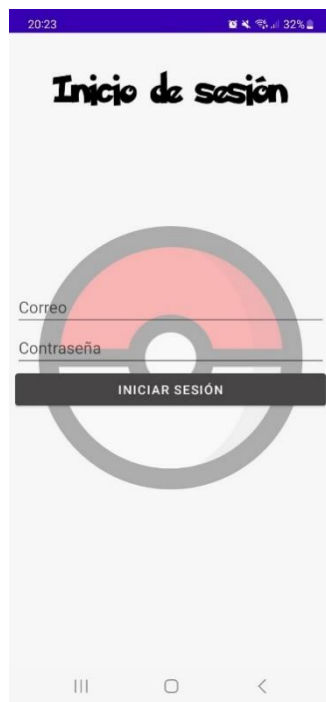 20:23
32%
Inicio de sesión
Correo
Contraseña
INICIAR SESIÓN